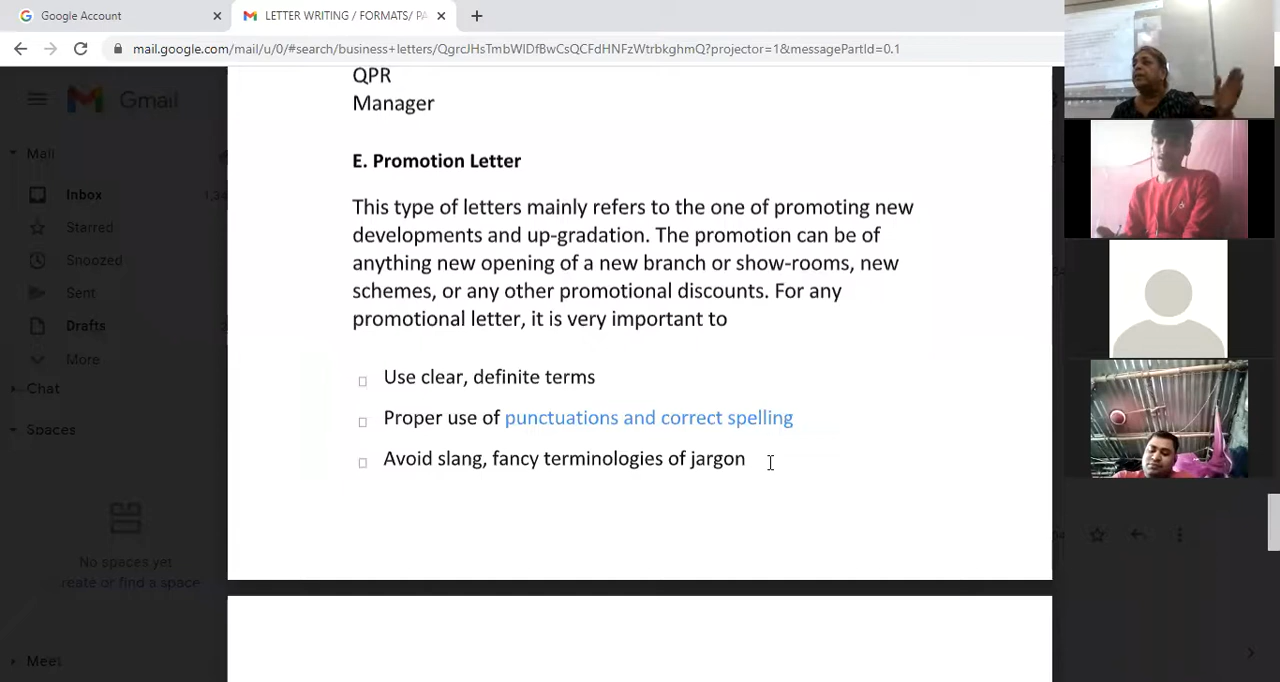 Google Account
LETTER WRITING / FORMATS/ PA
mail.google.com/mail/u/0/#search/business+letters/QgrcJHsTmbWIDfBwCsQCFdHNFzWtrbkghmQ?projector=1&messagePartId=0.1
Gmail
Mail
Inbox
Starred
Snoozed
Sent
Drafts
More
Chat
Spaces
No spaces yet
reate or find a space
Meet
QPR
Manager
E. Promotion Letter
This type of letters mainly refers to the one of promoting new
developments and up-gradation. The promotion can be of
anything new opening of a new branch or show-rooms, new
schemes, or any other promotional discounts. For any
promotional letter, it is very important to
Use clear, definite terms
Proper use of punctuations and correct spelling
Avoid slang, fancy terminologies of jargon